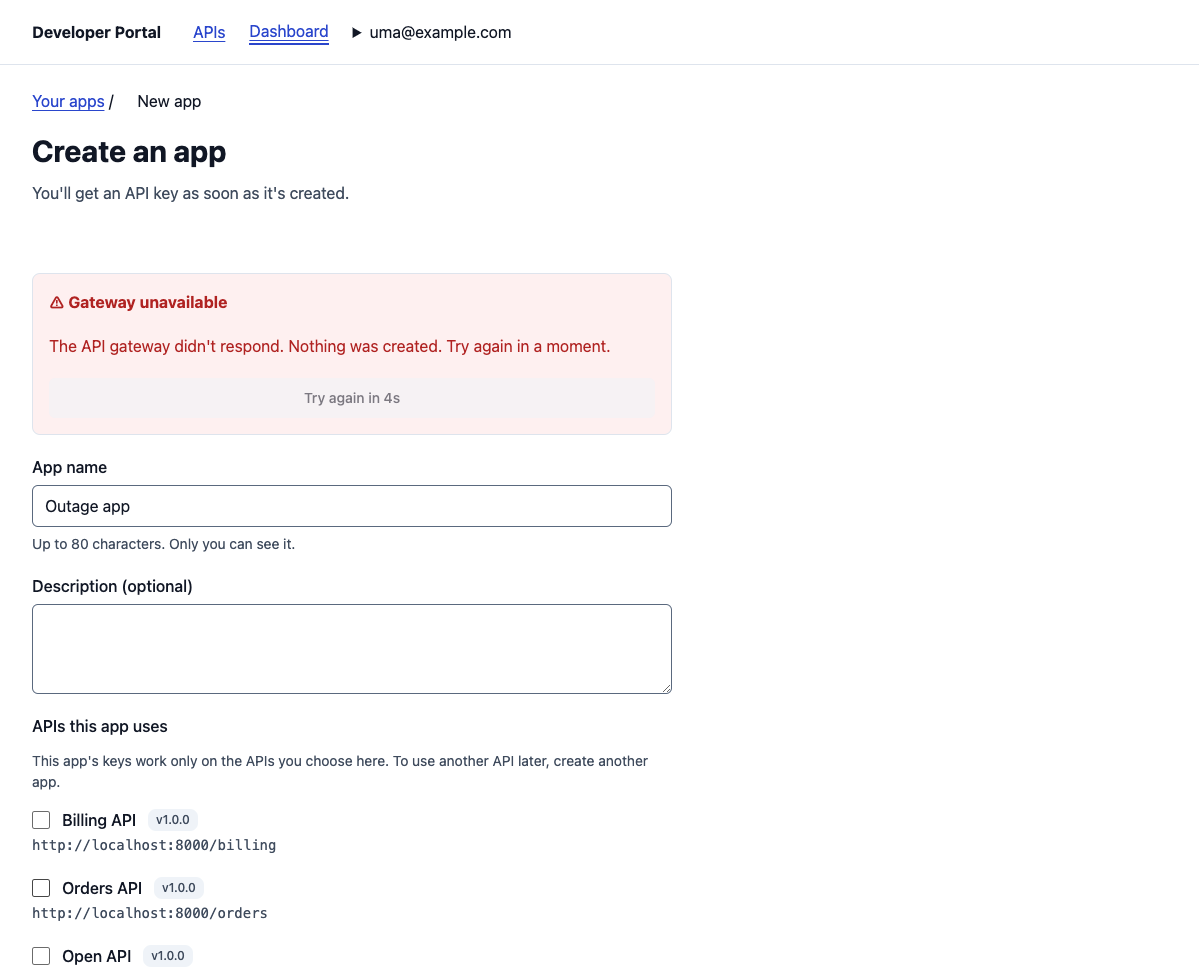 Developer Portal APIs Dashboard ▶ uma@example.com
Your apps / New app
Create an app
You'll get an API key as soon as it's created.
⚠ Gateway unavailable
The API gateway didn't respond. Nothing was created. Try again in a moment.
Try again in 4s
App name
Outage app
Up to 80 characters. Only you can see it.
Description (optional)
APIs this app uses
This app's keys work only on the APIs you choose here. To use another API later, create another
app.
Billing API v1.0.0
http://localhost:8000/billing
Orders API v1.0.0
http://localhost:8000/orders
Open API v1.0.0